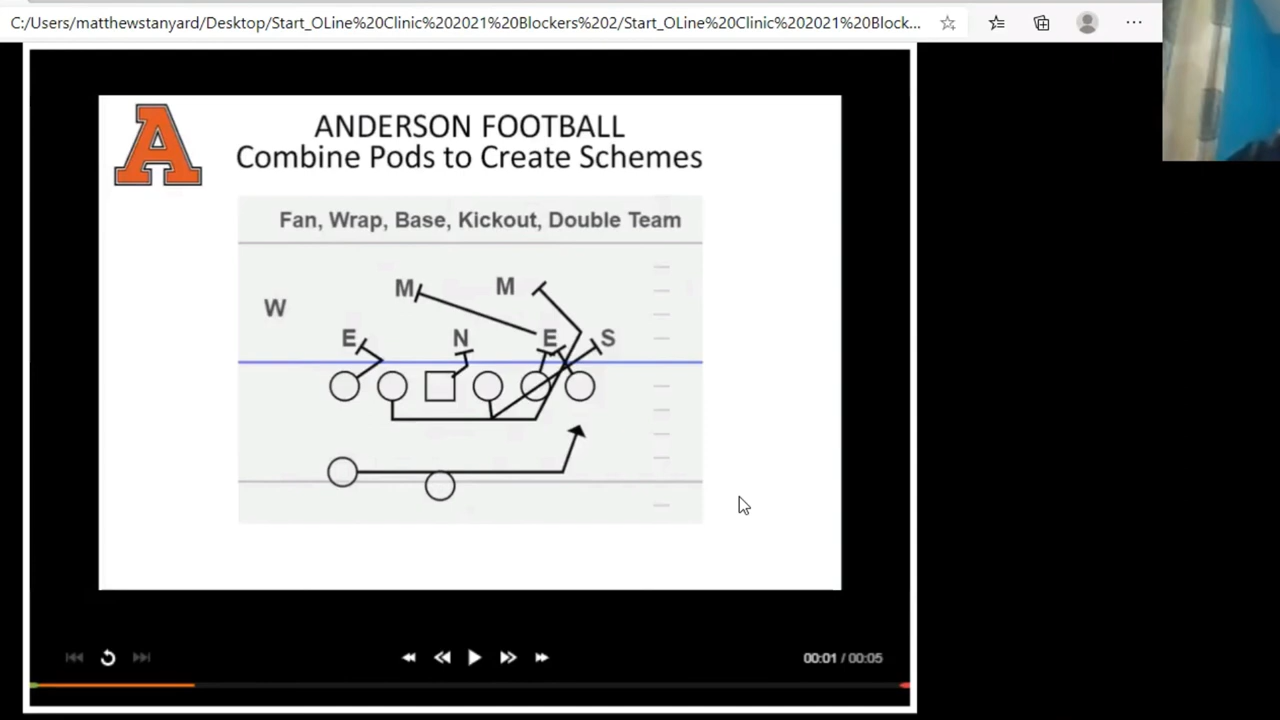 C:/Users/matthewstanyard/Desktop/Start_OLine%20Clinic%202021%20Blockers%202/Start_OLine%20Clinic%202021%20Block...
A
ANDERSON FOOTBALL
Combine Pods to Create Schemes
Fan, Wrap, Base, Kickout, Double Team
M M
W
E N E S
00:01 / 00:05